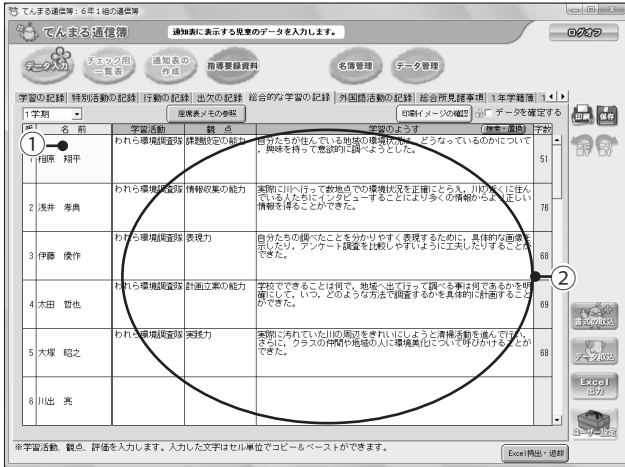 てんまる通信簿：6年1組の通信簿
てんまる通信簿
通知表に表示する児童のデータを入力します。
ログオフ
データ入力
チェック用一覧表
通知表の作成
指導要録資料
名簿管理
データ管理
学習の記録 特別活動の記録 行動の記録 出欠の記録 総合的な学習の記録 外国語活動の記録 総合所見諸事項 1年学籍簿
1学期
座席表メモの参照
印刷イメージの確認
データを確定する
印刷
保存
名 前 学習活動 観 点 学習のようす (検索・置換) 字数
①
1 相原 翔平 われら環境調査隊 課題設定の能力 自分たちが住んでいる地域の環境状況は、どうなっているのかについて
、興味を持って意欲的に調べようとした。 51
2 浅井 孝典 われら環境調査隊 情報収集の能力 実際に川へ行って数地点での環境状況を正確にとらえ、川の近くに住ん
でいる人たちにインタビューすることにより多くの情報からより正しい
情報を得ることができた。 76
3 伊藤 優作 われら環境調査隊 表現力 自分たちの調べたことを分かりやすく表現するために、具体的な画像を
示したり、アンケート調査を比較しやすいように工夫したりすることが
できた。 68
②
4 太田 哲也 われら環境調査隊 計画立案の能力 学校でできることは何で、地域へ出て行って調べる事は何であるかを明
確にして、いつ、どのような方法で調査するかを具体的に計画すること
ができた。 69
5 大塚 昭之 われら環境調査隊 実践力 実際に汚れていた川の周辺をきれいにしようと清掃活動を進んで行い、
さらに、クラスの仲間や地域の人に環境美化について呼びかけることが
できた。 68
6 川出 亮
書式の取込
データ取込
Excel
出力
ユーザー設定
※学習活動、観点、評価を入力します。入力した文字はセル単位でコピー&ペーストができます。
Excel抽出・返却